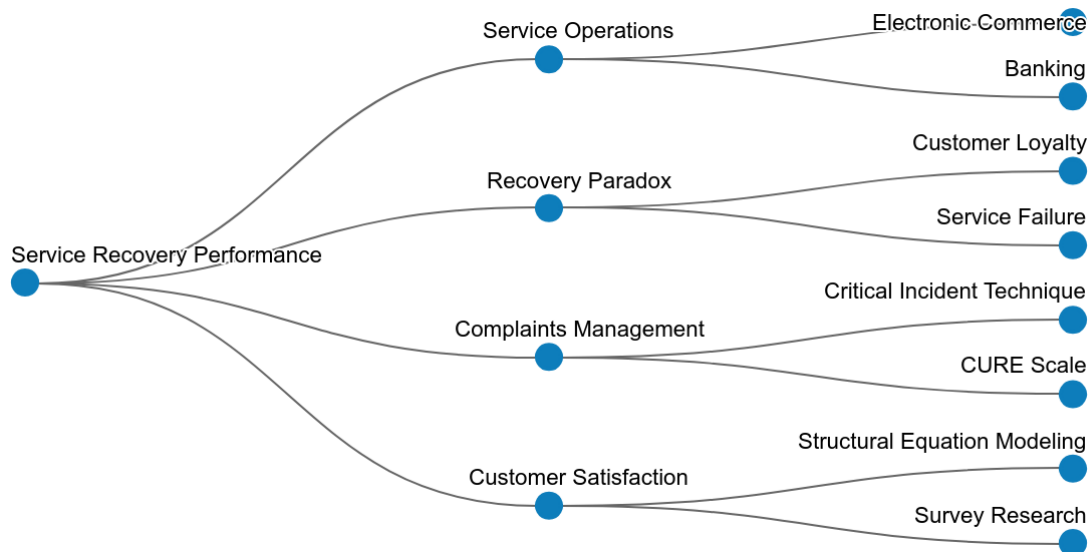 Electronic Commerce
Service Operations
Banking
Customer Loyalty
Recovery Paradox
Service Failure
Service Recovery Performance
Critical Incident Technique
Complaints Management
CURE Scale
Structural Equation Modeling
Customer Satisfaction
Survey Research